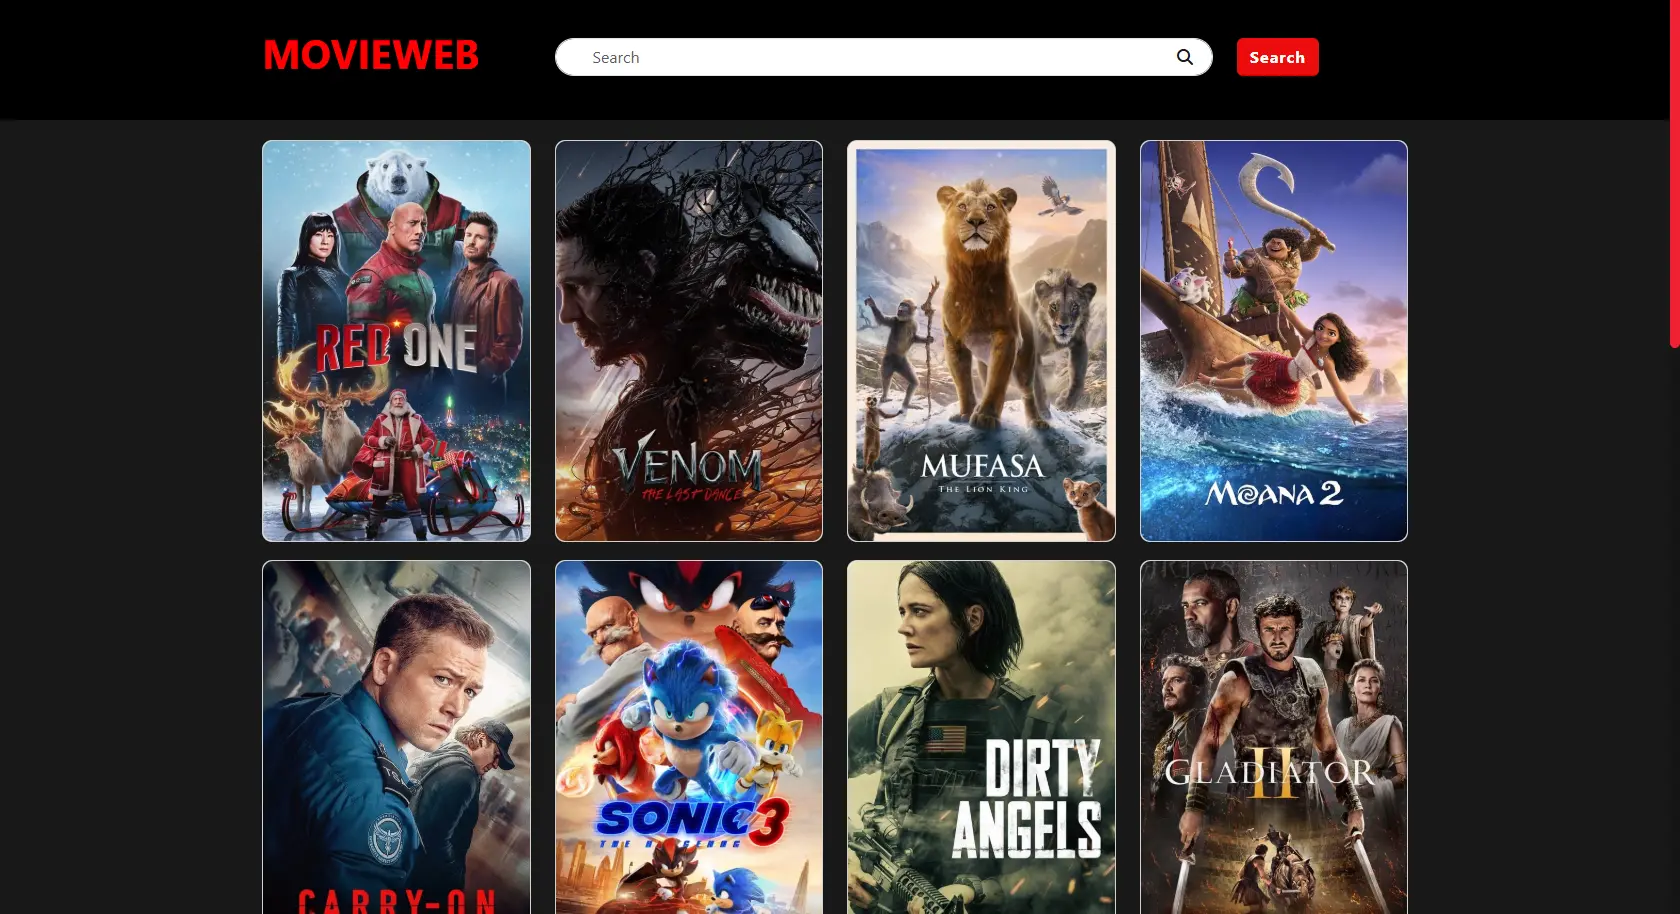 MOVIEWEB
Search
Search
RED ONE
VENOM
THE LAST DANCE
MUFASA
THE LION KING
MOANA 2
CARRY-ON
SONIC 3
THE HEDGEHOG
DIRTY
ANGELS
GLADIATOR
II